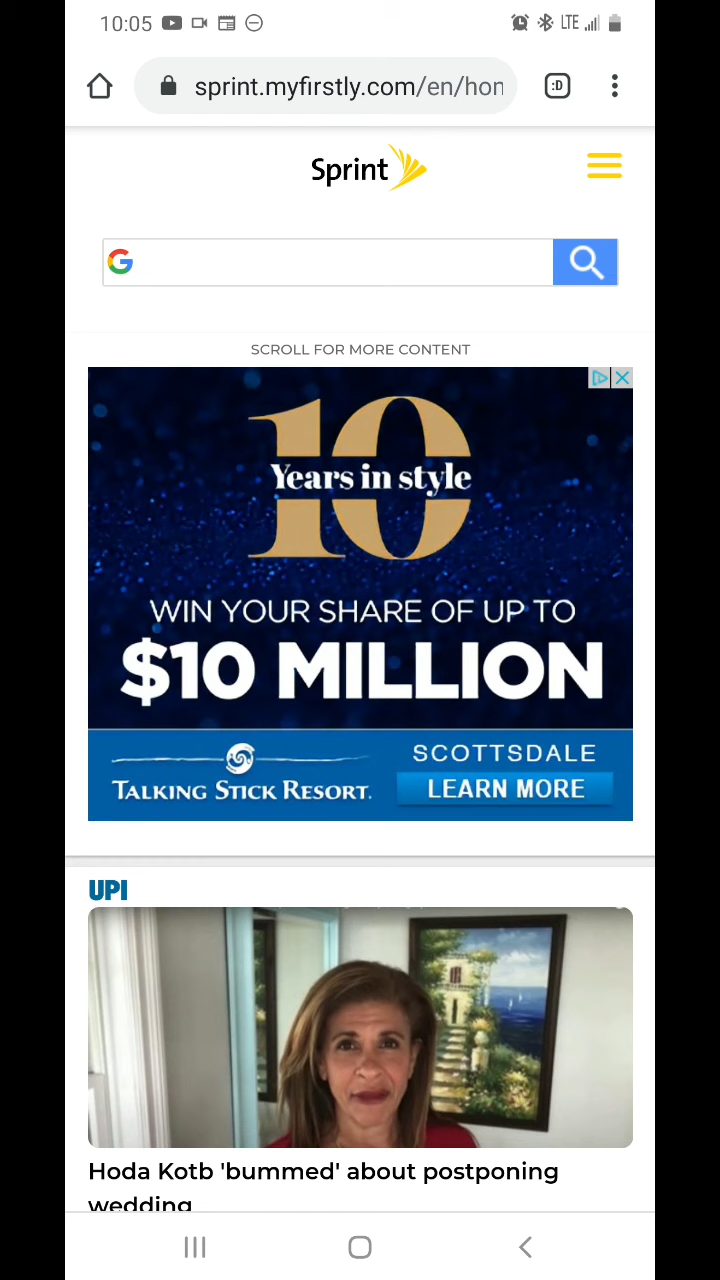 10:05 LTE
sprint.myfirstly.com/en/hon :D
Sprint
G
SCROLL FOR MORE CONTENT
10
Years in style
WIN YOUR SHARE OF UP TO
$10 MILLION
SCOTTSDALE
TALKING STICK RESORT.
LEARN MORE
UPI
Hoda Kotb 'bummed' about postponing
wedding